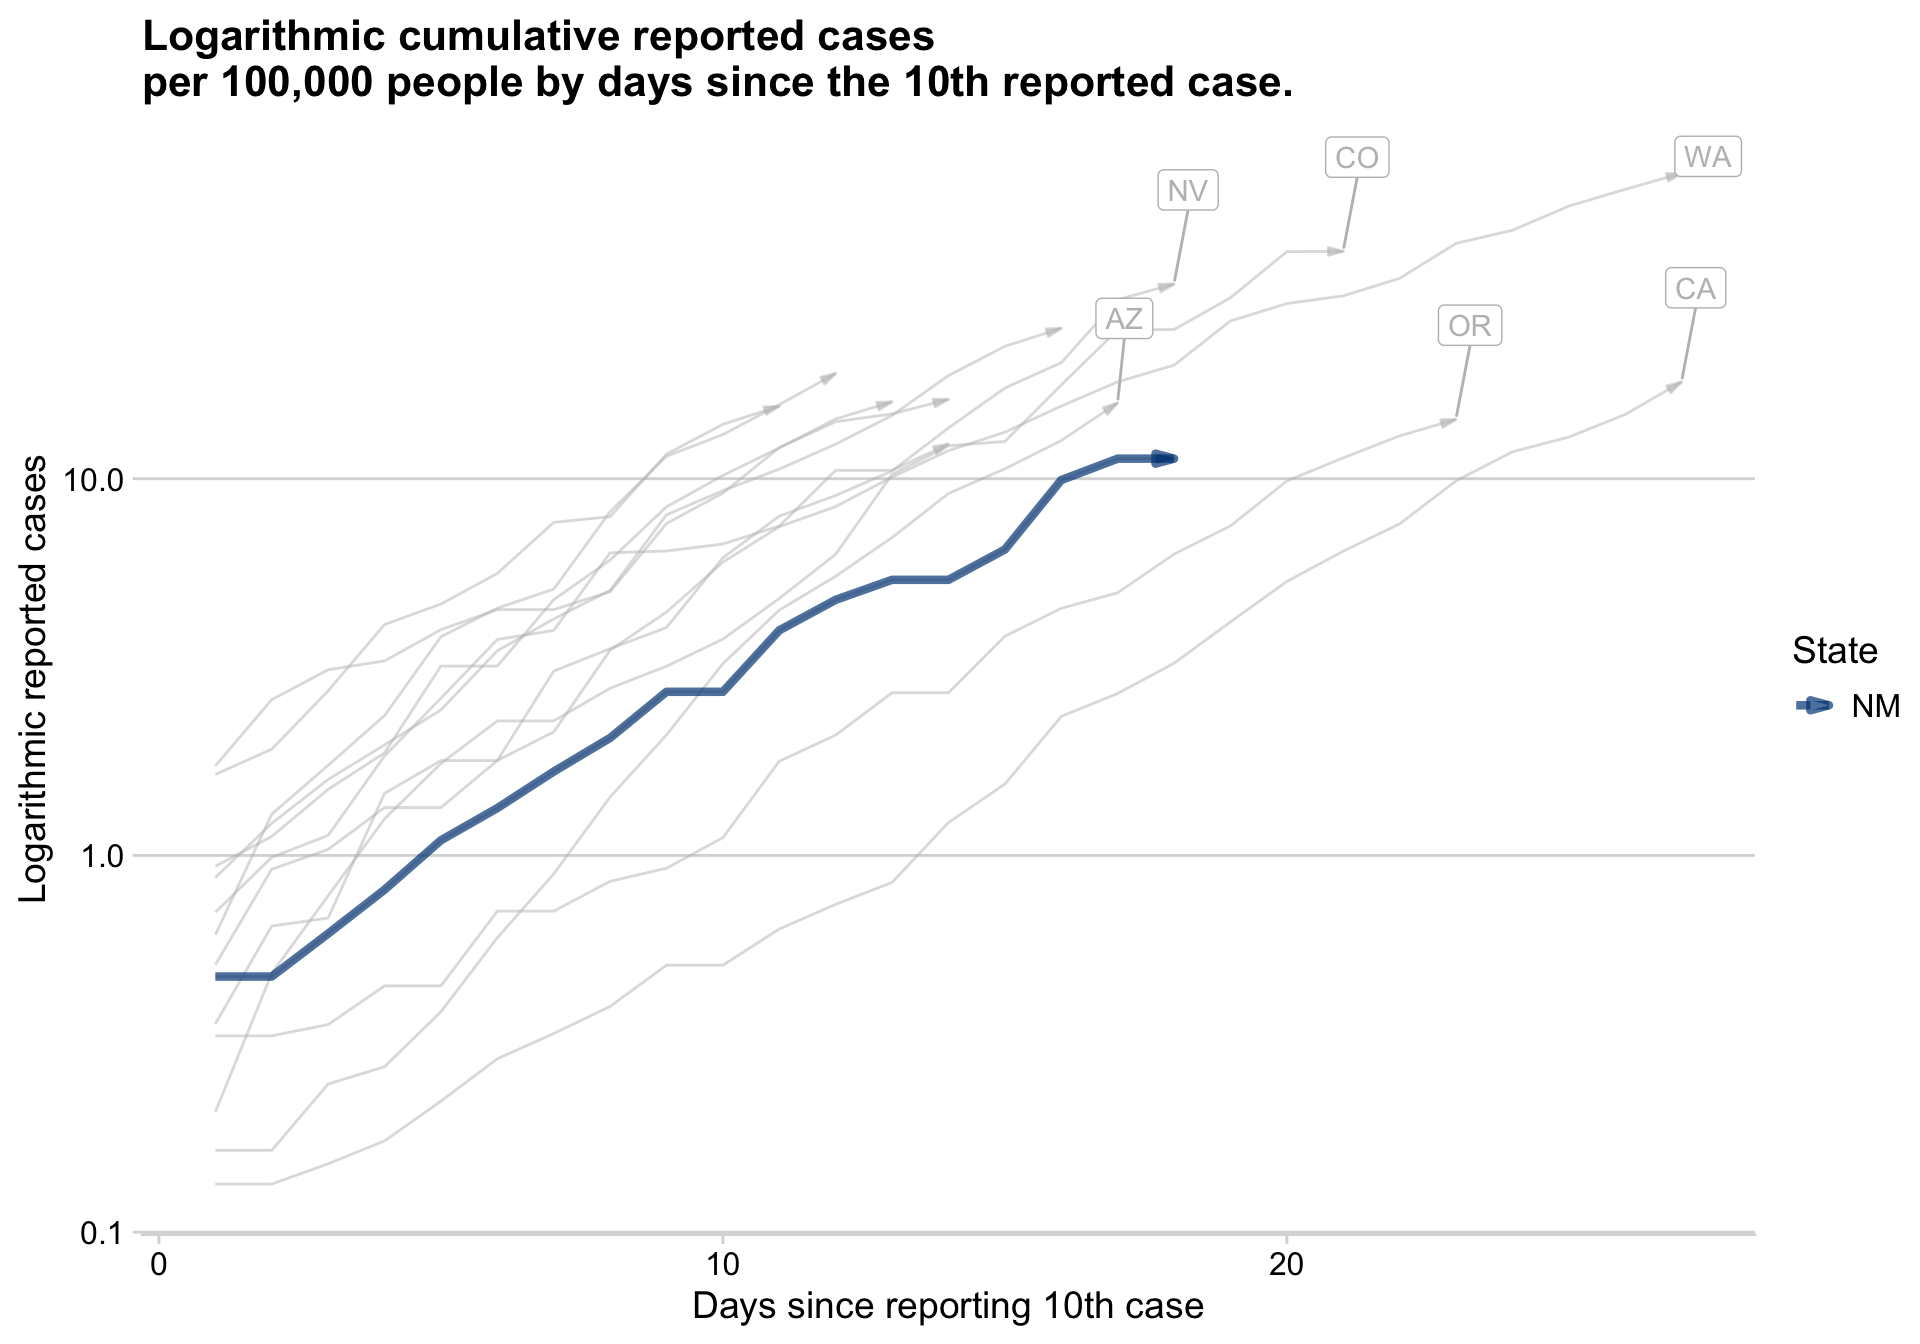 Logarithmic cumulative reported cases
per 100,000 people by days since the 10th reported case.
CO
WA
NV
CA
AZ
OR
Logarithmic reported cases
10.0
1.0
0.1
0
10
20
Days since reporting 10th case
State
NM